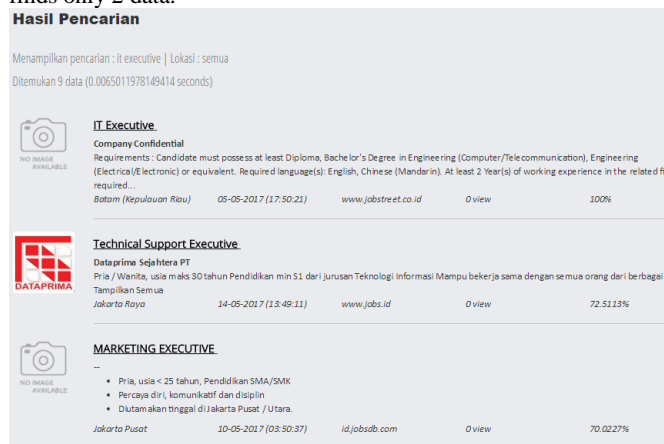 finds only 2 data.
Hasil Pencarian
Menampilkan pencarian : it executive | Lokasi : semua
Ditemukan 9 data (0.0065011978149414 seconds)
NO IMAGE
AVAILABLE
IT Executive
Company Confidential
Requirements : Candidate must possess at least Diploma, Bachelor's Degree in Engineering (Computer/Telecommunication), Engineering
(Electrical/Electronic) or equivalent. Required language(s): English, Chinese (Mandarin). At least 2 Year(s) of working experience in the related
required...
Batam (Kepulauan Riau) 05-05-2017 (17:50:21) www.jobstreet.co.id 0 view 100%
DATAPRIMA
Technical Support Executive
Dataprima Sejahtera PT
Pria / Wanita, usia maks 30 tahun Pendidikan min S1 dari jurusan Teknologi Informasi Mampu bekerja sama dengan semua orang dari berbagai
Tampilkan Semua
Jakarta Raya 14-05-2017 (13:49:11) www.jobs.id 0 view 72.5113%
NO IMAGE
AVAILABLE
MARKETING EXECUTIVE
--
• Pria, usia < 25 tahun, Pendidikan SMA/SMK
• Percaya diri, komunikatif dan disiplin
• Diutamakan tinggal di Jakarta Pusat / Utara.
Jakarta Pusat 10-05-2017 (03:50:37) id.jobsdb.com 0 view 70.0227%